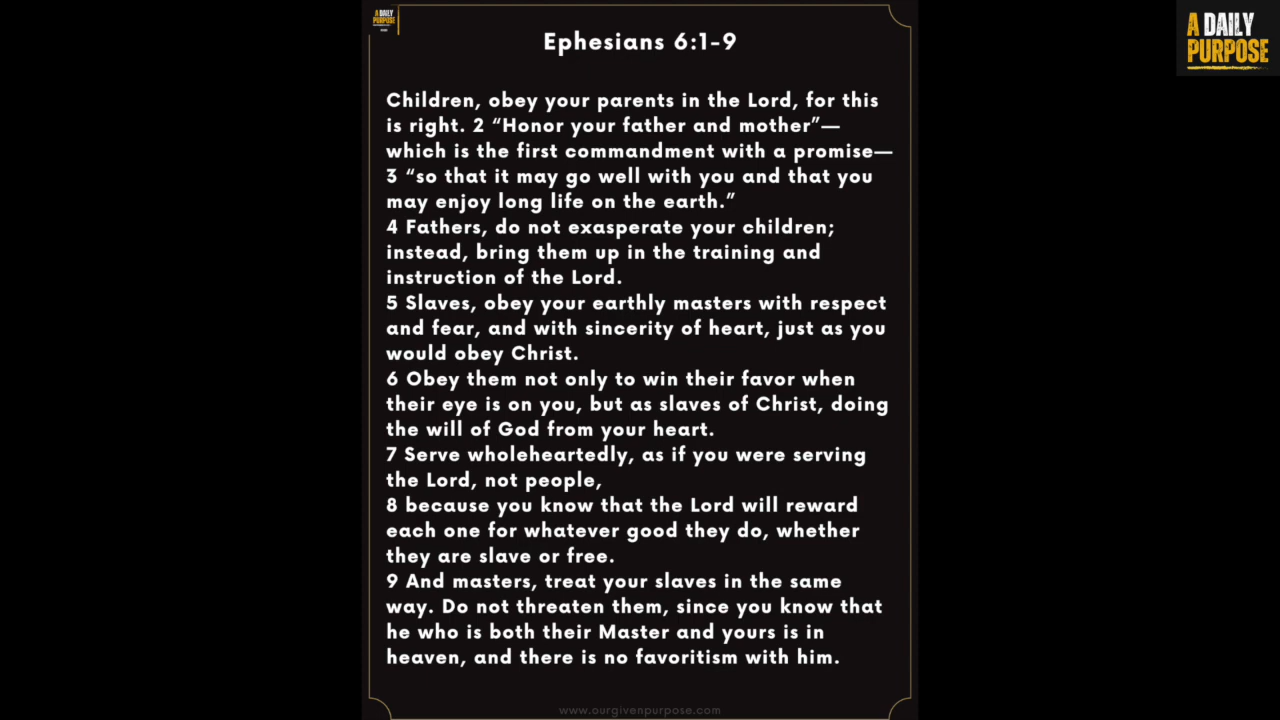 A DAILY
PURPOSE
Ephesians 6:1-9
A DAILY
PURPOSE
Children, obey your parents in the Lord, for this
is right. 2 “Honor your father and mother”—
which is the first commandment with a promise—
3 “so that it may go well with you and that you
may enjoy long life on the earth.”
4 Fathers, do not exasperate your children;
instead, bring them up in the training and
instruction of the Lord.
5 Slaves, obey your earthly masters with respect
and fear, and with sincerity of heart, just as you
would obey Christ.
6 Obey them not only to win their favor when
their eye is on you, but as slaves of Christ, doing
the will of God from your heart.
7 Serve wholeheartedly, as if you were serving
the Lord, not people,
8 because you know that the Lord will reward
each one for whatever good they do, whether
they are slave or free.
9 And masters, treat your slaves in the same
way. Do not threaten them, since you know that
he who is both their Master and yours is in
heaven, and there is no favoritism with him.
www.ourgivenpurpose.com